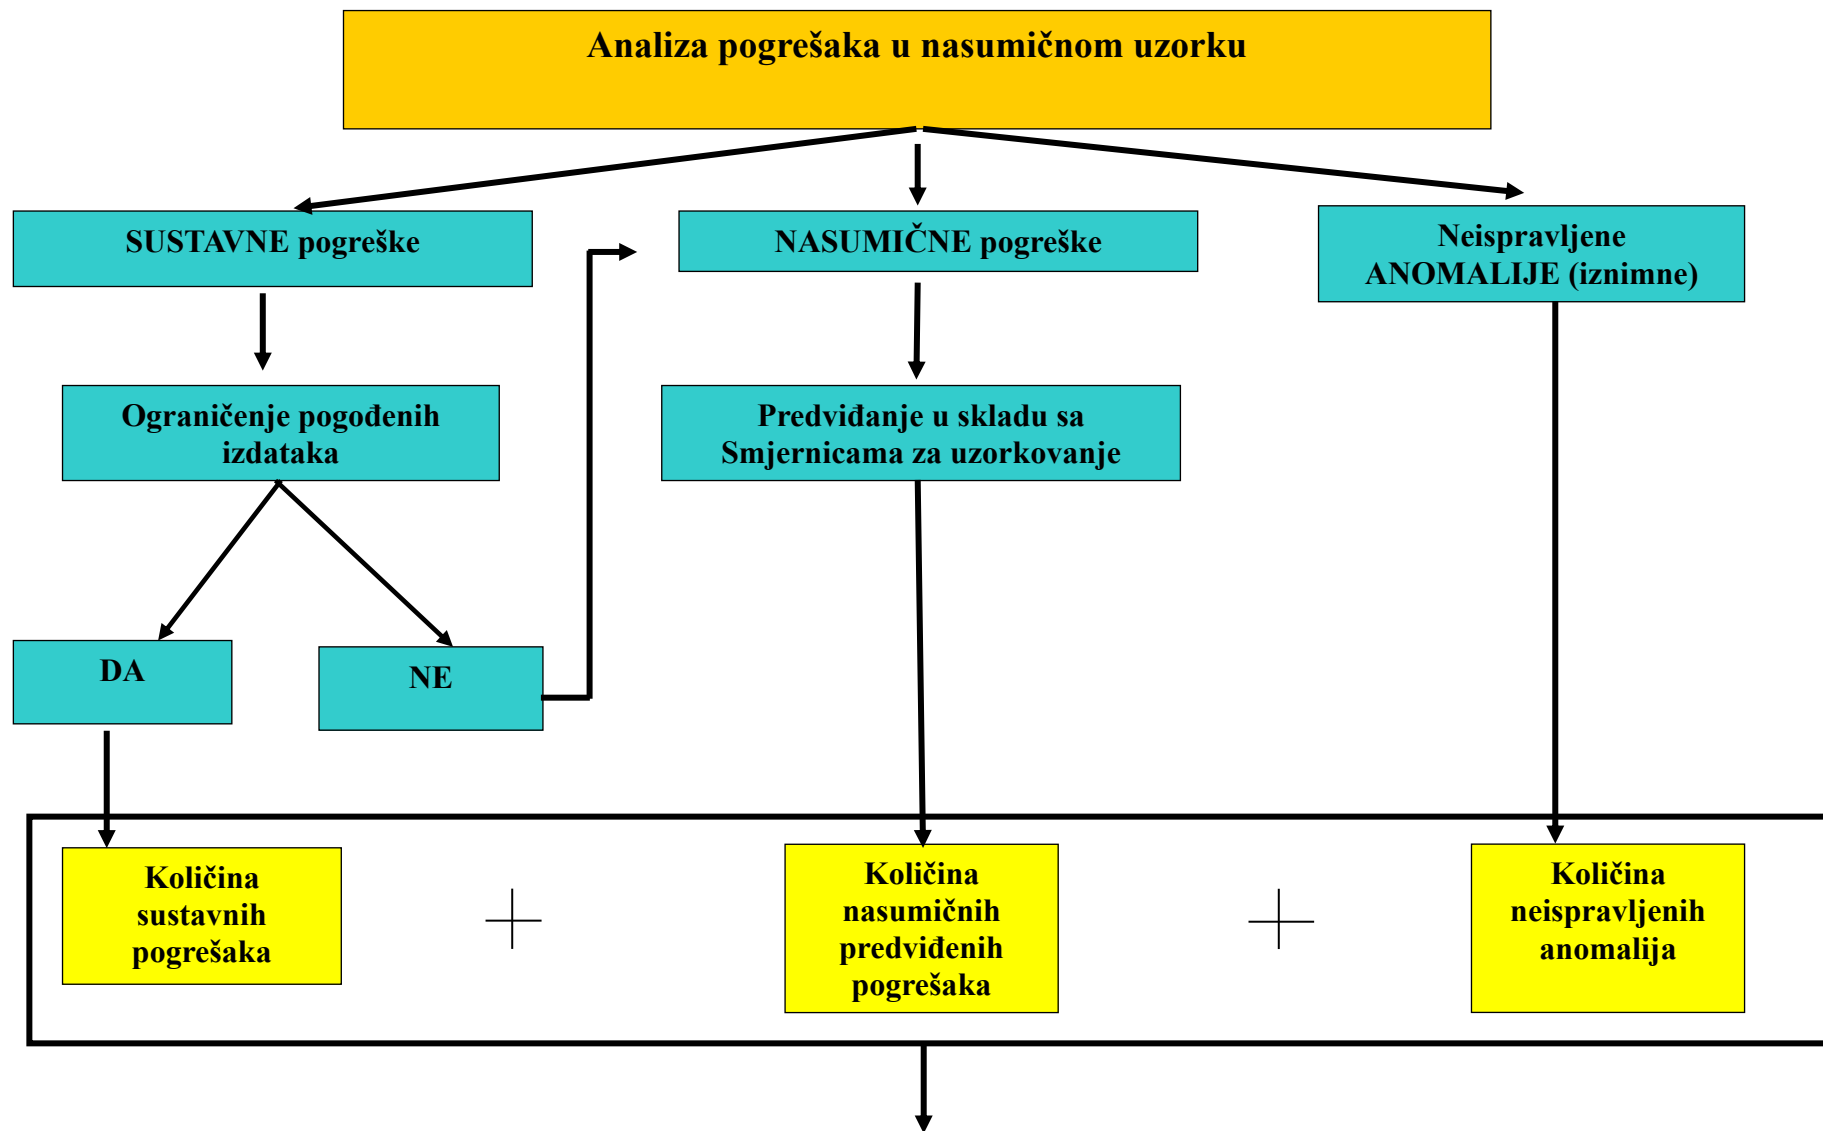 Analiza pogrešaka u nasumičnom uzorku
SUSTAVNE pogreške
NASUMIČNE pogreške
Neispravljene
ANOMALIJE (iznimne)
Ograničenje pogođenih
izdataka
Predviđanje u skladu sa
Smjernicama za uzorkovanje
DA
NE
Količina
sustavnih
pogrešaka
Količina
nasumičnih
predviđenih
pogrešaka
Količina
neispravljenih
anomalija